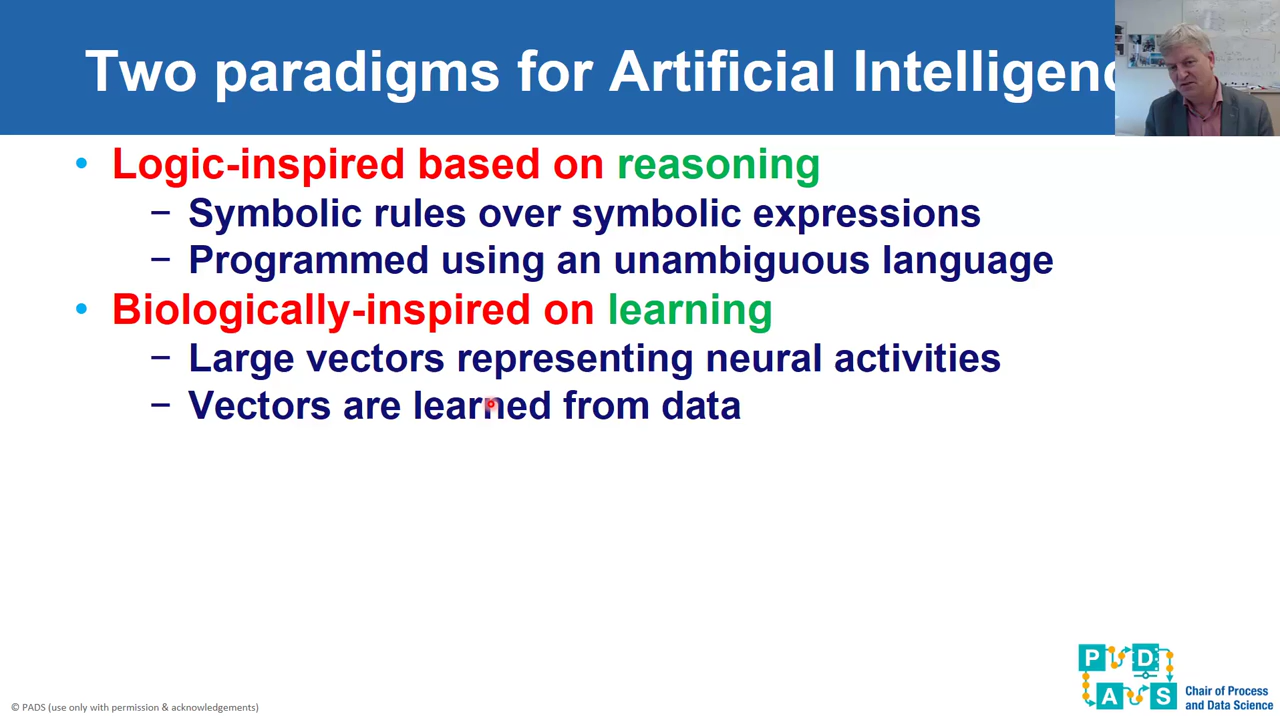 Two paradigms for Artificial Intelligenc
• Logic-inspired based on reasoning
– Symbolic rules over symbolic expressions
– Programmed using an unambiguous language
• Biologically-inspired on learning
– Large vectors representing neural activities
– Vectors are learned from data
P D
A S
Chair of Process
and Data Science
© PADS (use only with permission & acknowledgements)